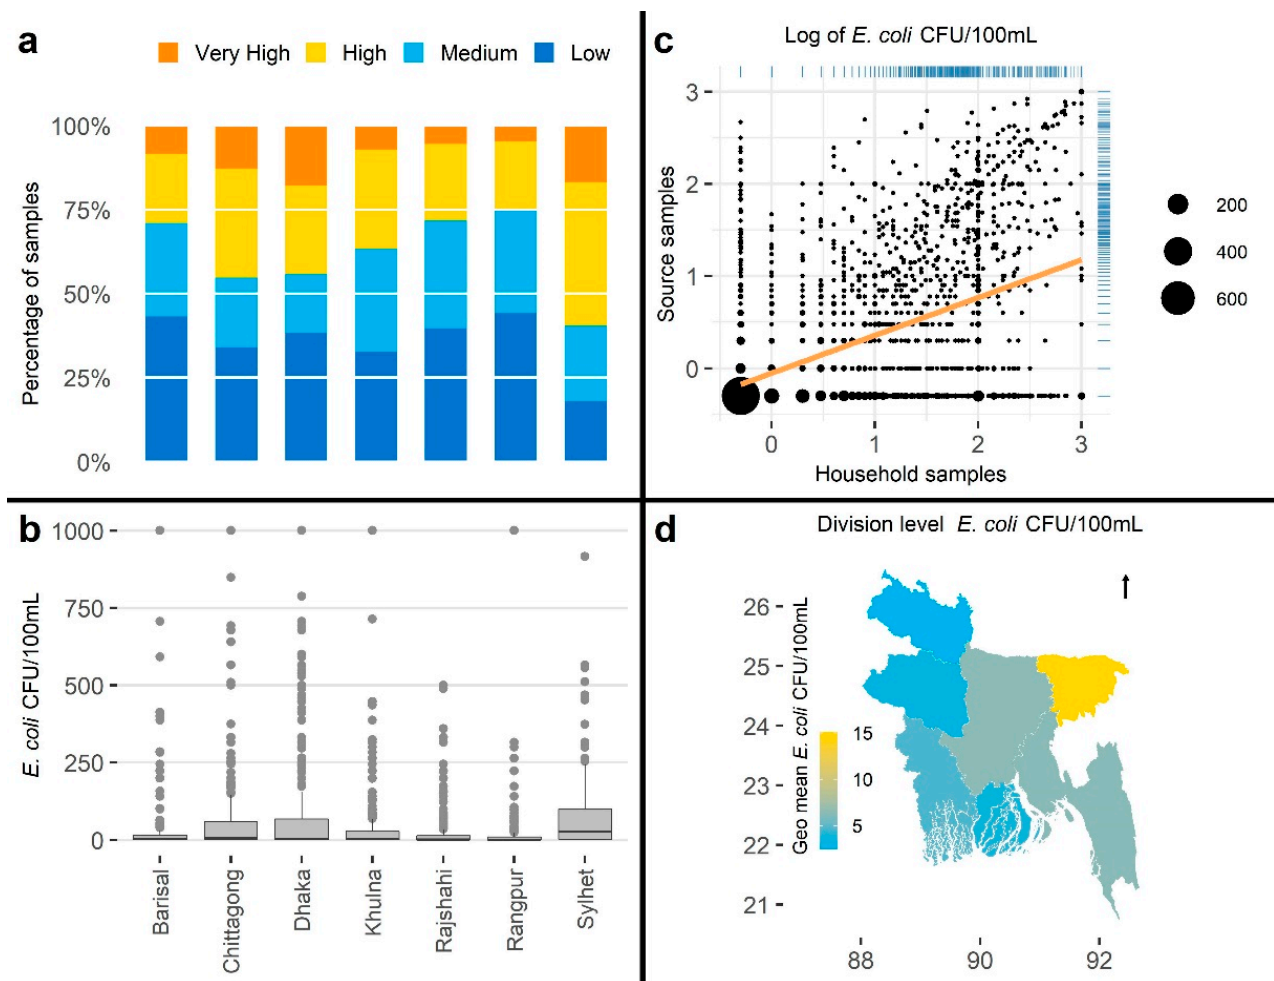 a
Very High High Medium Low
Percentage of samples
100%
75%
50%
25%
0%
b
E. coli CFU/100mL
1000
750
500
250
0
Barisal
Chittagong
Dhaka
Khulna
Rajshahi
Rangpur
Sylhet
c
Log of E. coli CFU/100mL
Source samples
3
2
1
0
0 1 2 3
Household samples
200
400
600
d
Division level E. coli CFU/100mL
26
25
24
23
22
21
88 90 92
Geo mean E. coli CFU/100mL
15
10
5